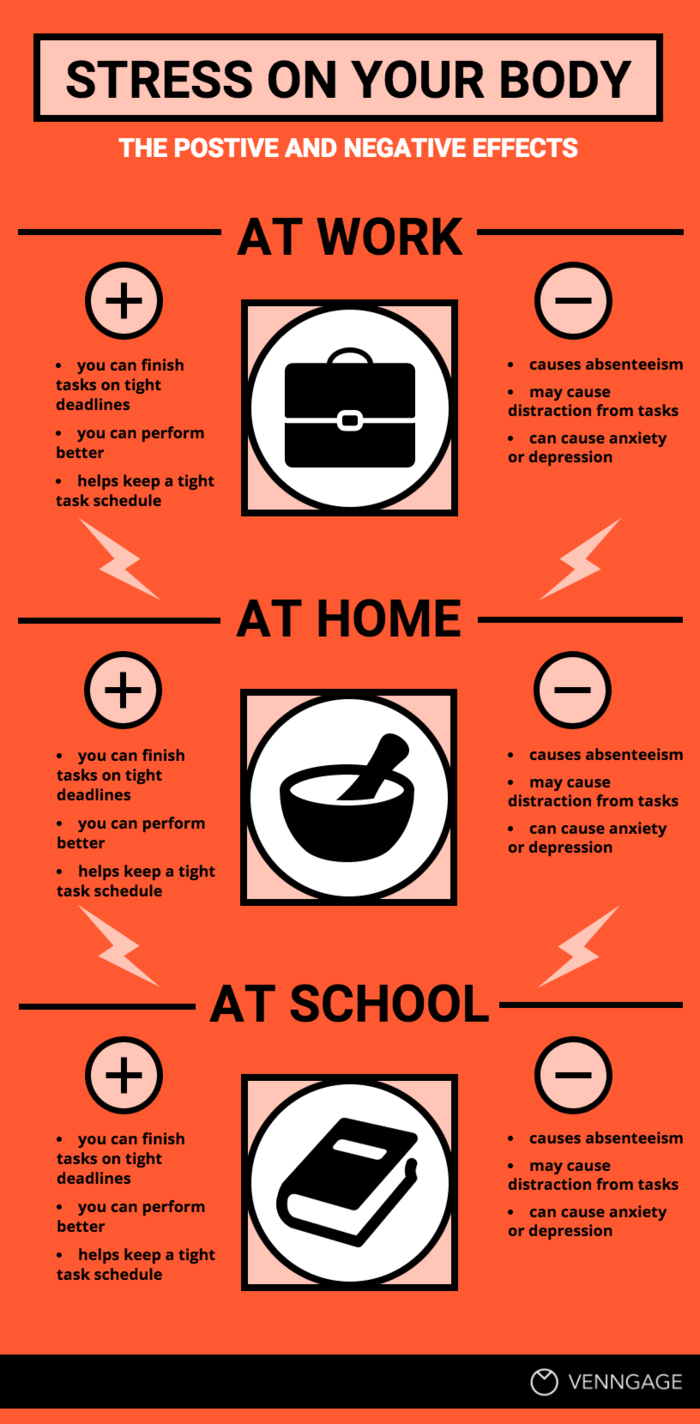 STRESS ON YOUR BODY
THE POSTIVE AND NEGATIVE EFFECTS
AT WORK
• you can finish
tasks on tight
deadlines
• you can perform
better
• helps keep a tight
task schedule
• causes absenteeism
• may cause
distraction from tasks
• can cause anxiety
or depression
AT HOME
• you can finish
tasks on tight
deadlines
• you can perform
better
• helps keep a tight
task schedule
• causes absenteeism
• may cause
distraction from tasks
• can cause anxiety
or depression
AT SCHOOL
• you can finish
tasks on tight
deadlines
• you can perform
better
• helps keep a tight
task schedule
• causes absenteeism
• may cause
distraction from tasks
• can cause anxiety
or depression
VENNGAGE